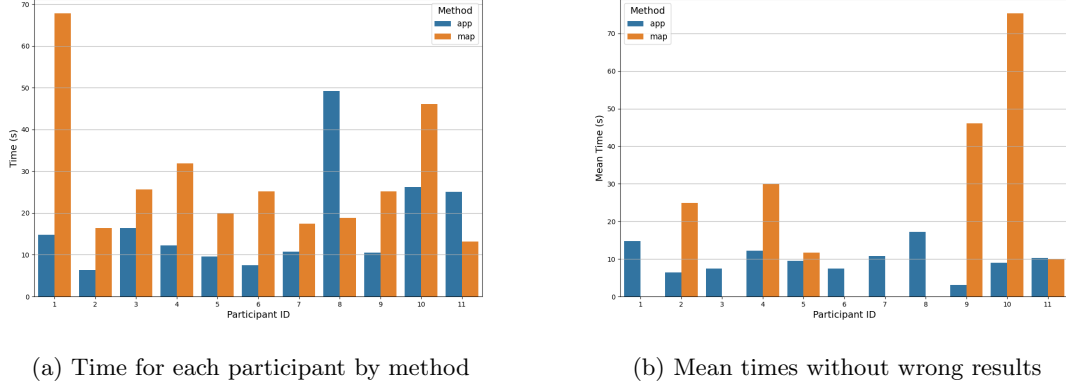 70
60
50
40
30
20
10
0
Time (s)
Method
app
map
1 2 3 4 5 6 7 8 9 10 11
Participant ID
(a) Time for each participant by method
70
60
50
40
30
20
10
0
Mean Time (s)
Method
app
map
1 2 3 4 5 6 7 8 9 10 11
Participant ID
(b) Mean times without wrong results